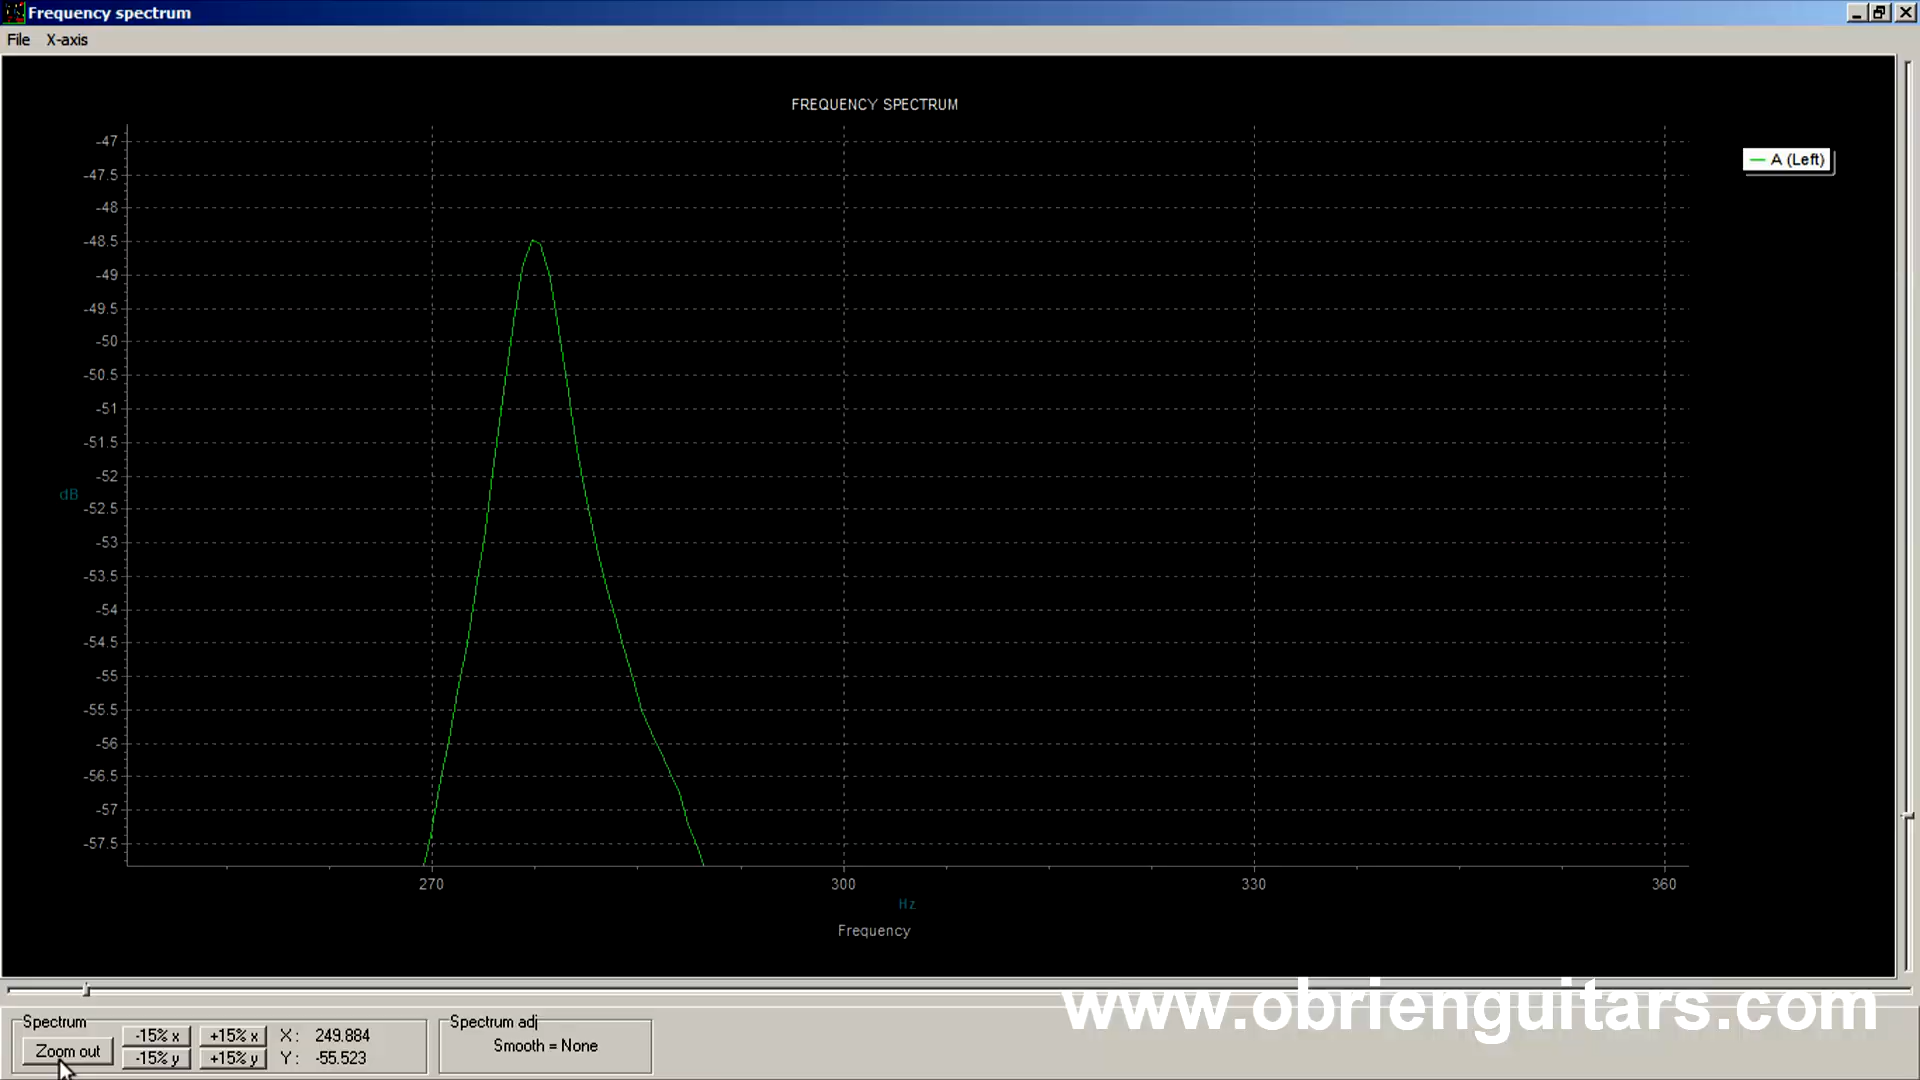 Frequency spectrum
File X-axis
FREQUENCY SPECTRUM
A (Left)
-47
-47.5
-48
-48.5
-49
-49.5
-50
-50.5
-51
-51.5
-52
dB
-52.5
-53
-53.5
-54
-54.5
-55
-55.5
-56
-56.5
-57
-57.5
270 300 330 360
Hz
Frequency
www.obrienguitars.com
Spectrum
Zoom out
-15% x +15% x X: 249.884
-15% y +15% y Y: -55.523
Spectrum adj
Smooth = None